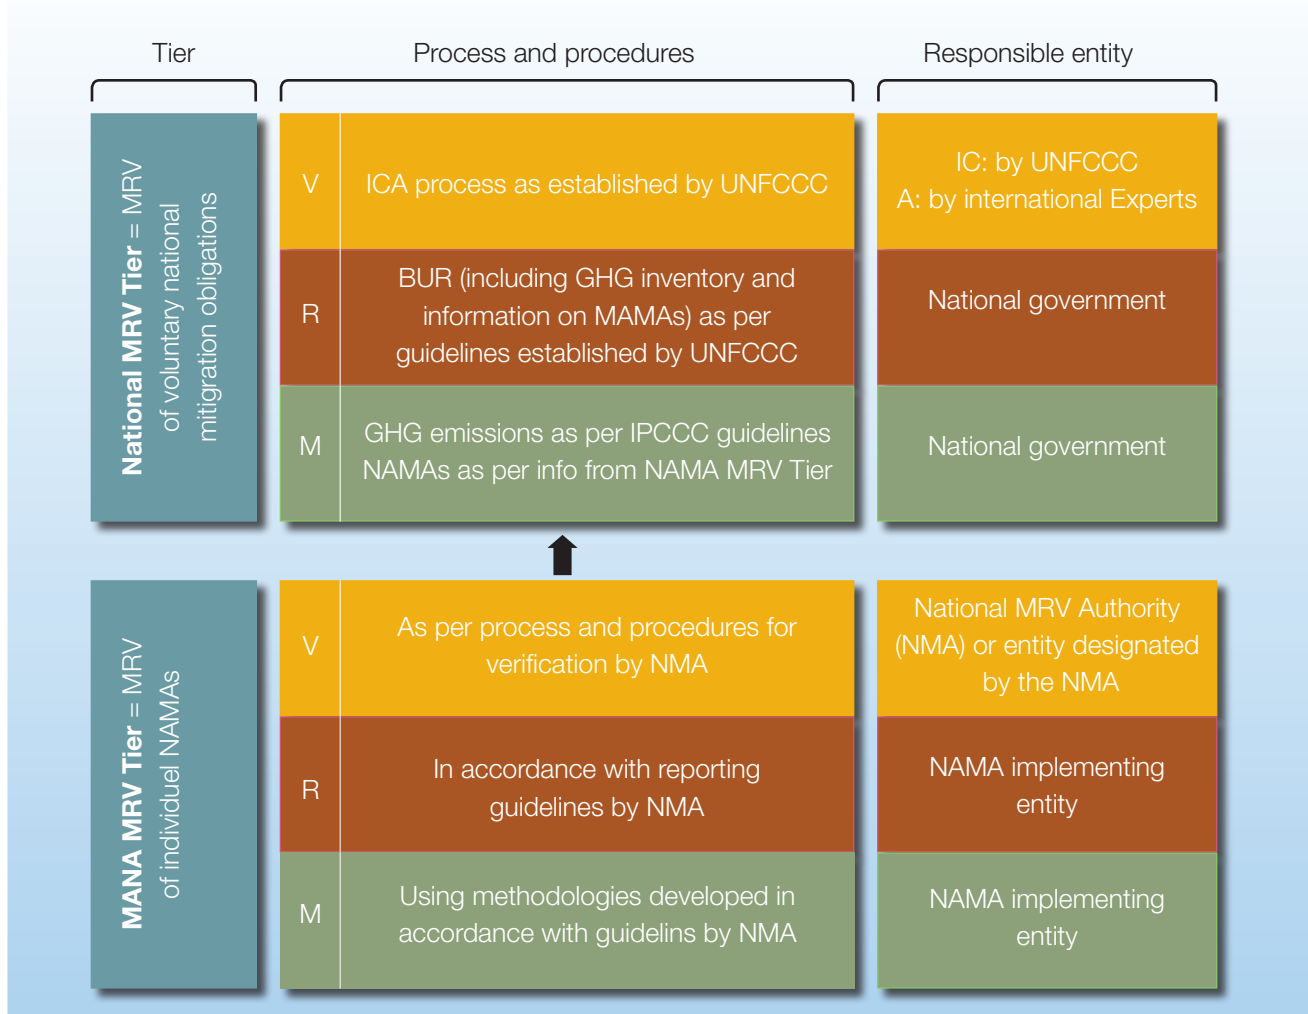 Tier
Process and procedures
Responsible entity
National MRV Tier = MRV
of voluntary national
mitigration obligations
V
ICA process as established by UNFCCC
IC: by UNFCCC
A: by international Experts
R
BUR (including GHG inventory and
information on MAMAs) as per
guidelines established by UNFCCC
National government
M
GHG emissions as per IPCCC guidelines
NAMAs as per info from NAMA MRV Tier
National government
MANA MRV Tier = MRV
of individuel NAMAs
V
As per process and procedures for
verification by NMA
National MRV Authority
(NMA) or entity designated
by the NMA
R
In accordance with reporting
guidelines by NMA
NAMA implementing
entity
M
Using methodologies developed in
accordance with guidelins by NMA
NAMA implementing
entity